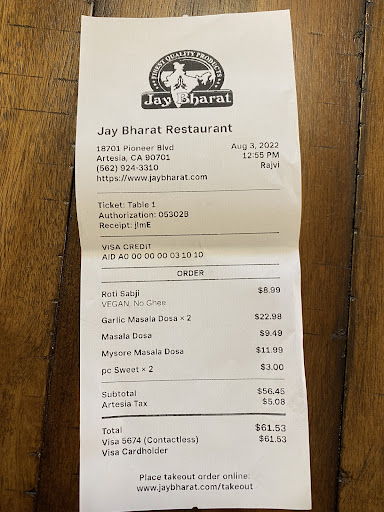 FINEST QUALITY PRODUCTS
Jay Bharat
Jay Bharat Restaurant
18701 Pioneer Blvd Aug 3, 2022
Artesia, CA 90701 12:55 PM
(562) 924-3310 Rajvi
https://www.jaybharat.com
Ticket: Table 1
Authorization: 05302B
Receipt: jlmE
VISA CREDIT
AID A0 00 00 00 03 10 10
ORDER
Roti Sabji $8.99
VEGAN, No Ghee
Garlic Masala Dosa × 2 $22.98
Masala Dosa $9.49
Mysore Masala Dosa $11.99
pc Sweet × 2 $3.00
Subtotal $56.45
Artesia Tax $5.08
Total $61.53
Visa 5674 (Contactless) $61.53
Visa Cardholder
Place takeout order online:
www.jaybharat.com/takeout